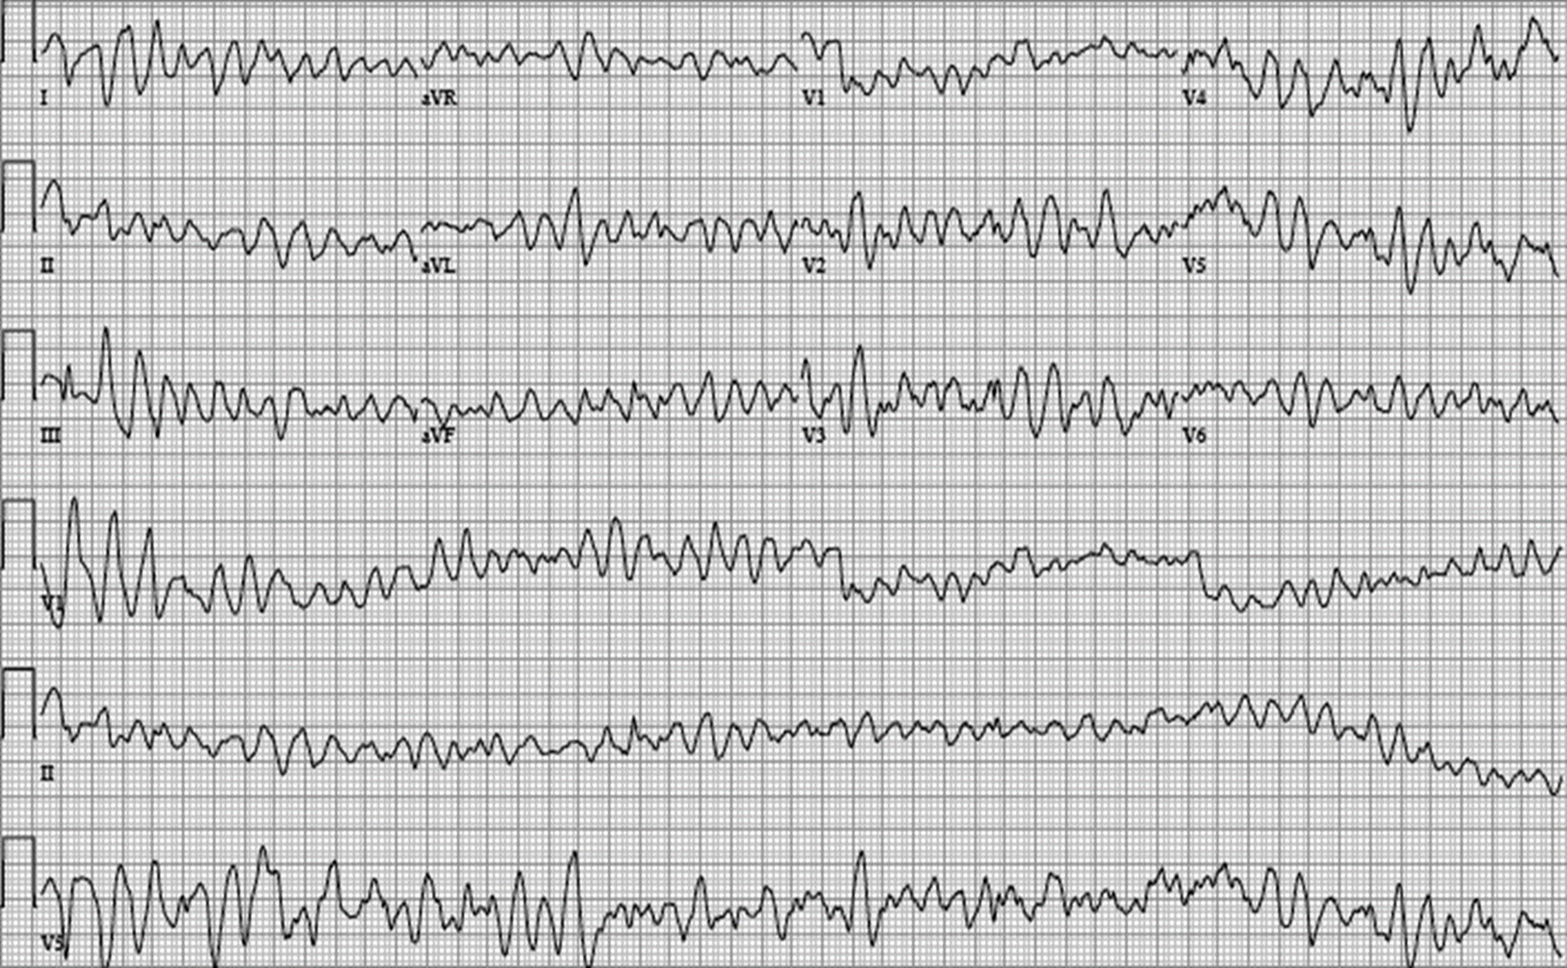 I aVR V1 V4
II aVL V2 V5
III aVF V3 V6
V1
II
V5